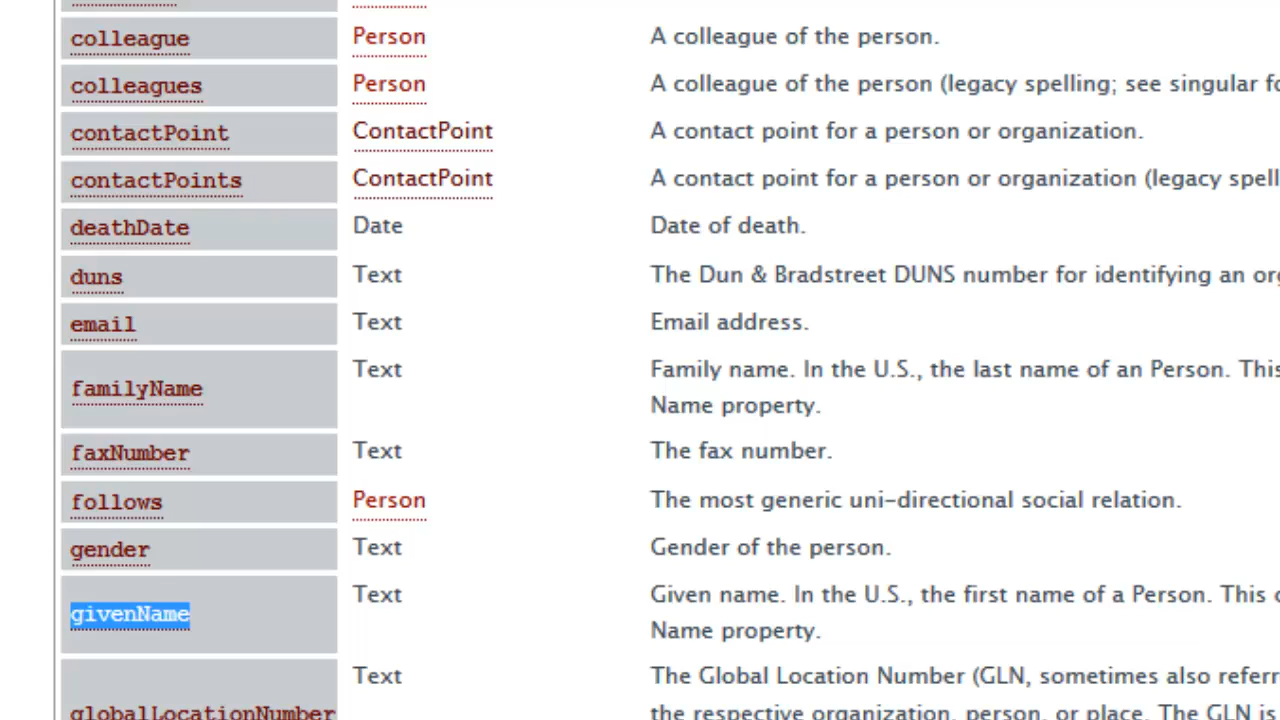 colleague Person A colleague of the person.
colleagues Person A colleague of the person (legacy spelling; see singular
contactPoint ContactPoint A contact point for a person or organization.
contactPoints ContactPoint A contact point for a person or organization (legacy
deathDate Date Date of death.
duns Text The Dun & Bradstreet DUNS number for identifying an
email Text Email address.
familyName Text Family name. In the U.S., the last name of an Person. This
Name property.
faxNumber Text The fax number.
follows Person The most generic uni-directional social relation.
gender Text Gender of the person.
givenName Text Given name. In the U.S., the first name of a Person. This
Name property.
globalLocationNumber Text The Global Location Number (GLN, sometimes also
the respective organization, person, or place. The GLN is